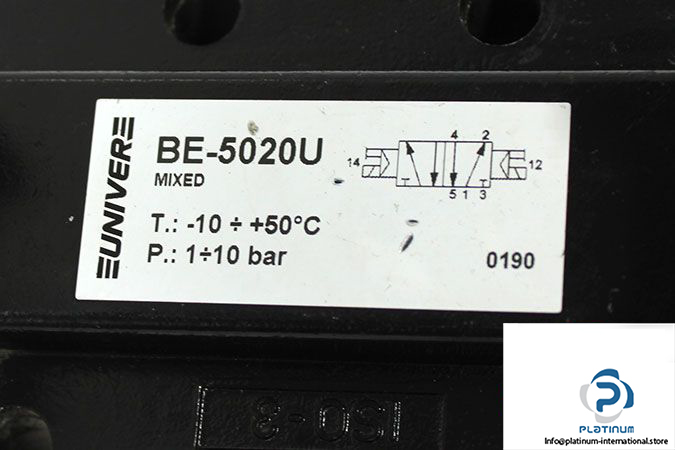 UNIVER
BE-5020U
MIXED
T.: -10 ÷ +50°C
P.: 1÷10 bar
4 2
14 12
5 1 3
0190
ISO-3
PLATINUM
Info@platinum-international.store